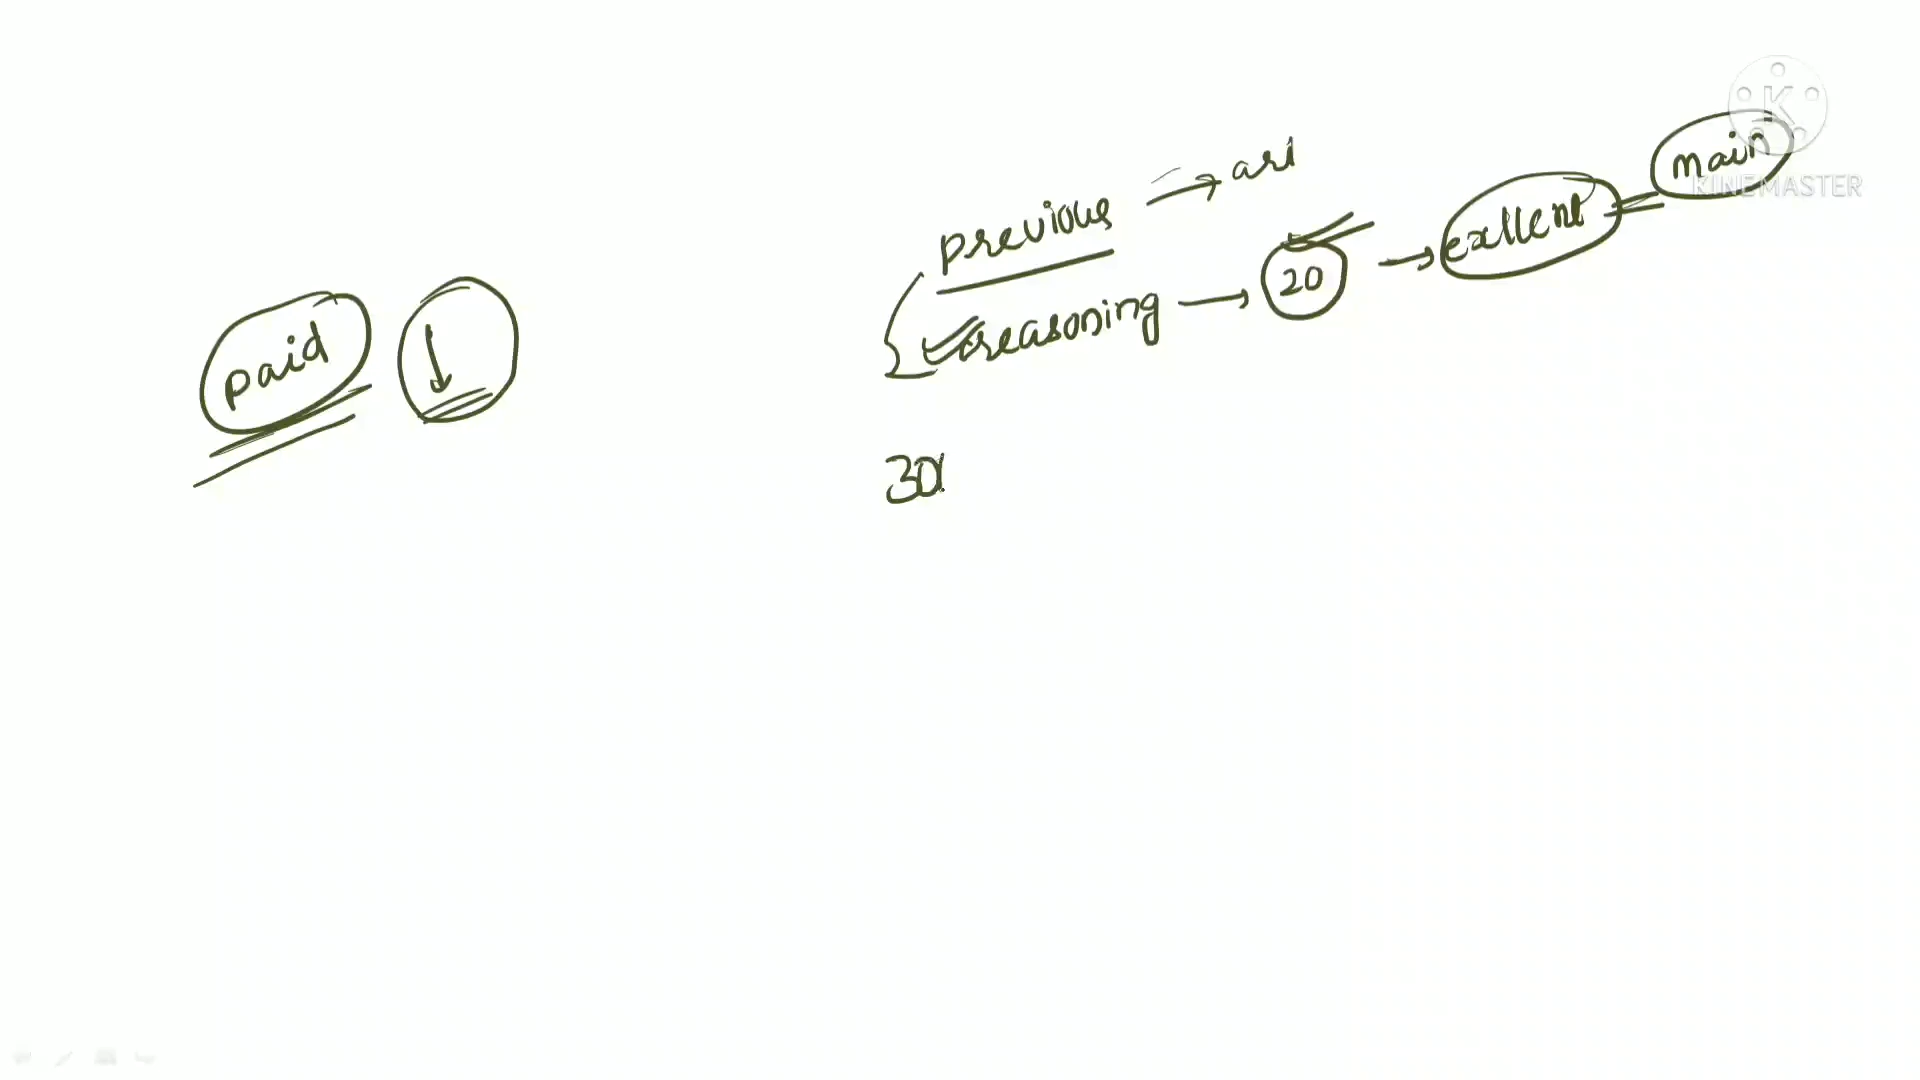 previous → ari
reasoning → 20 → exllent = main
KINEMASTER
paid ↓
30